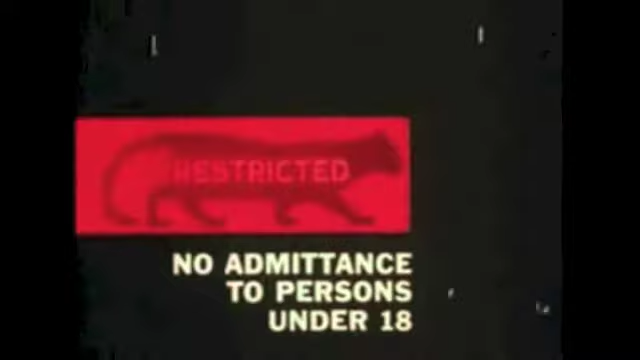 RESTRICTED
NO ADMITTANCE
TO PERSONS
UNDER 18